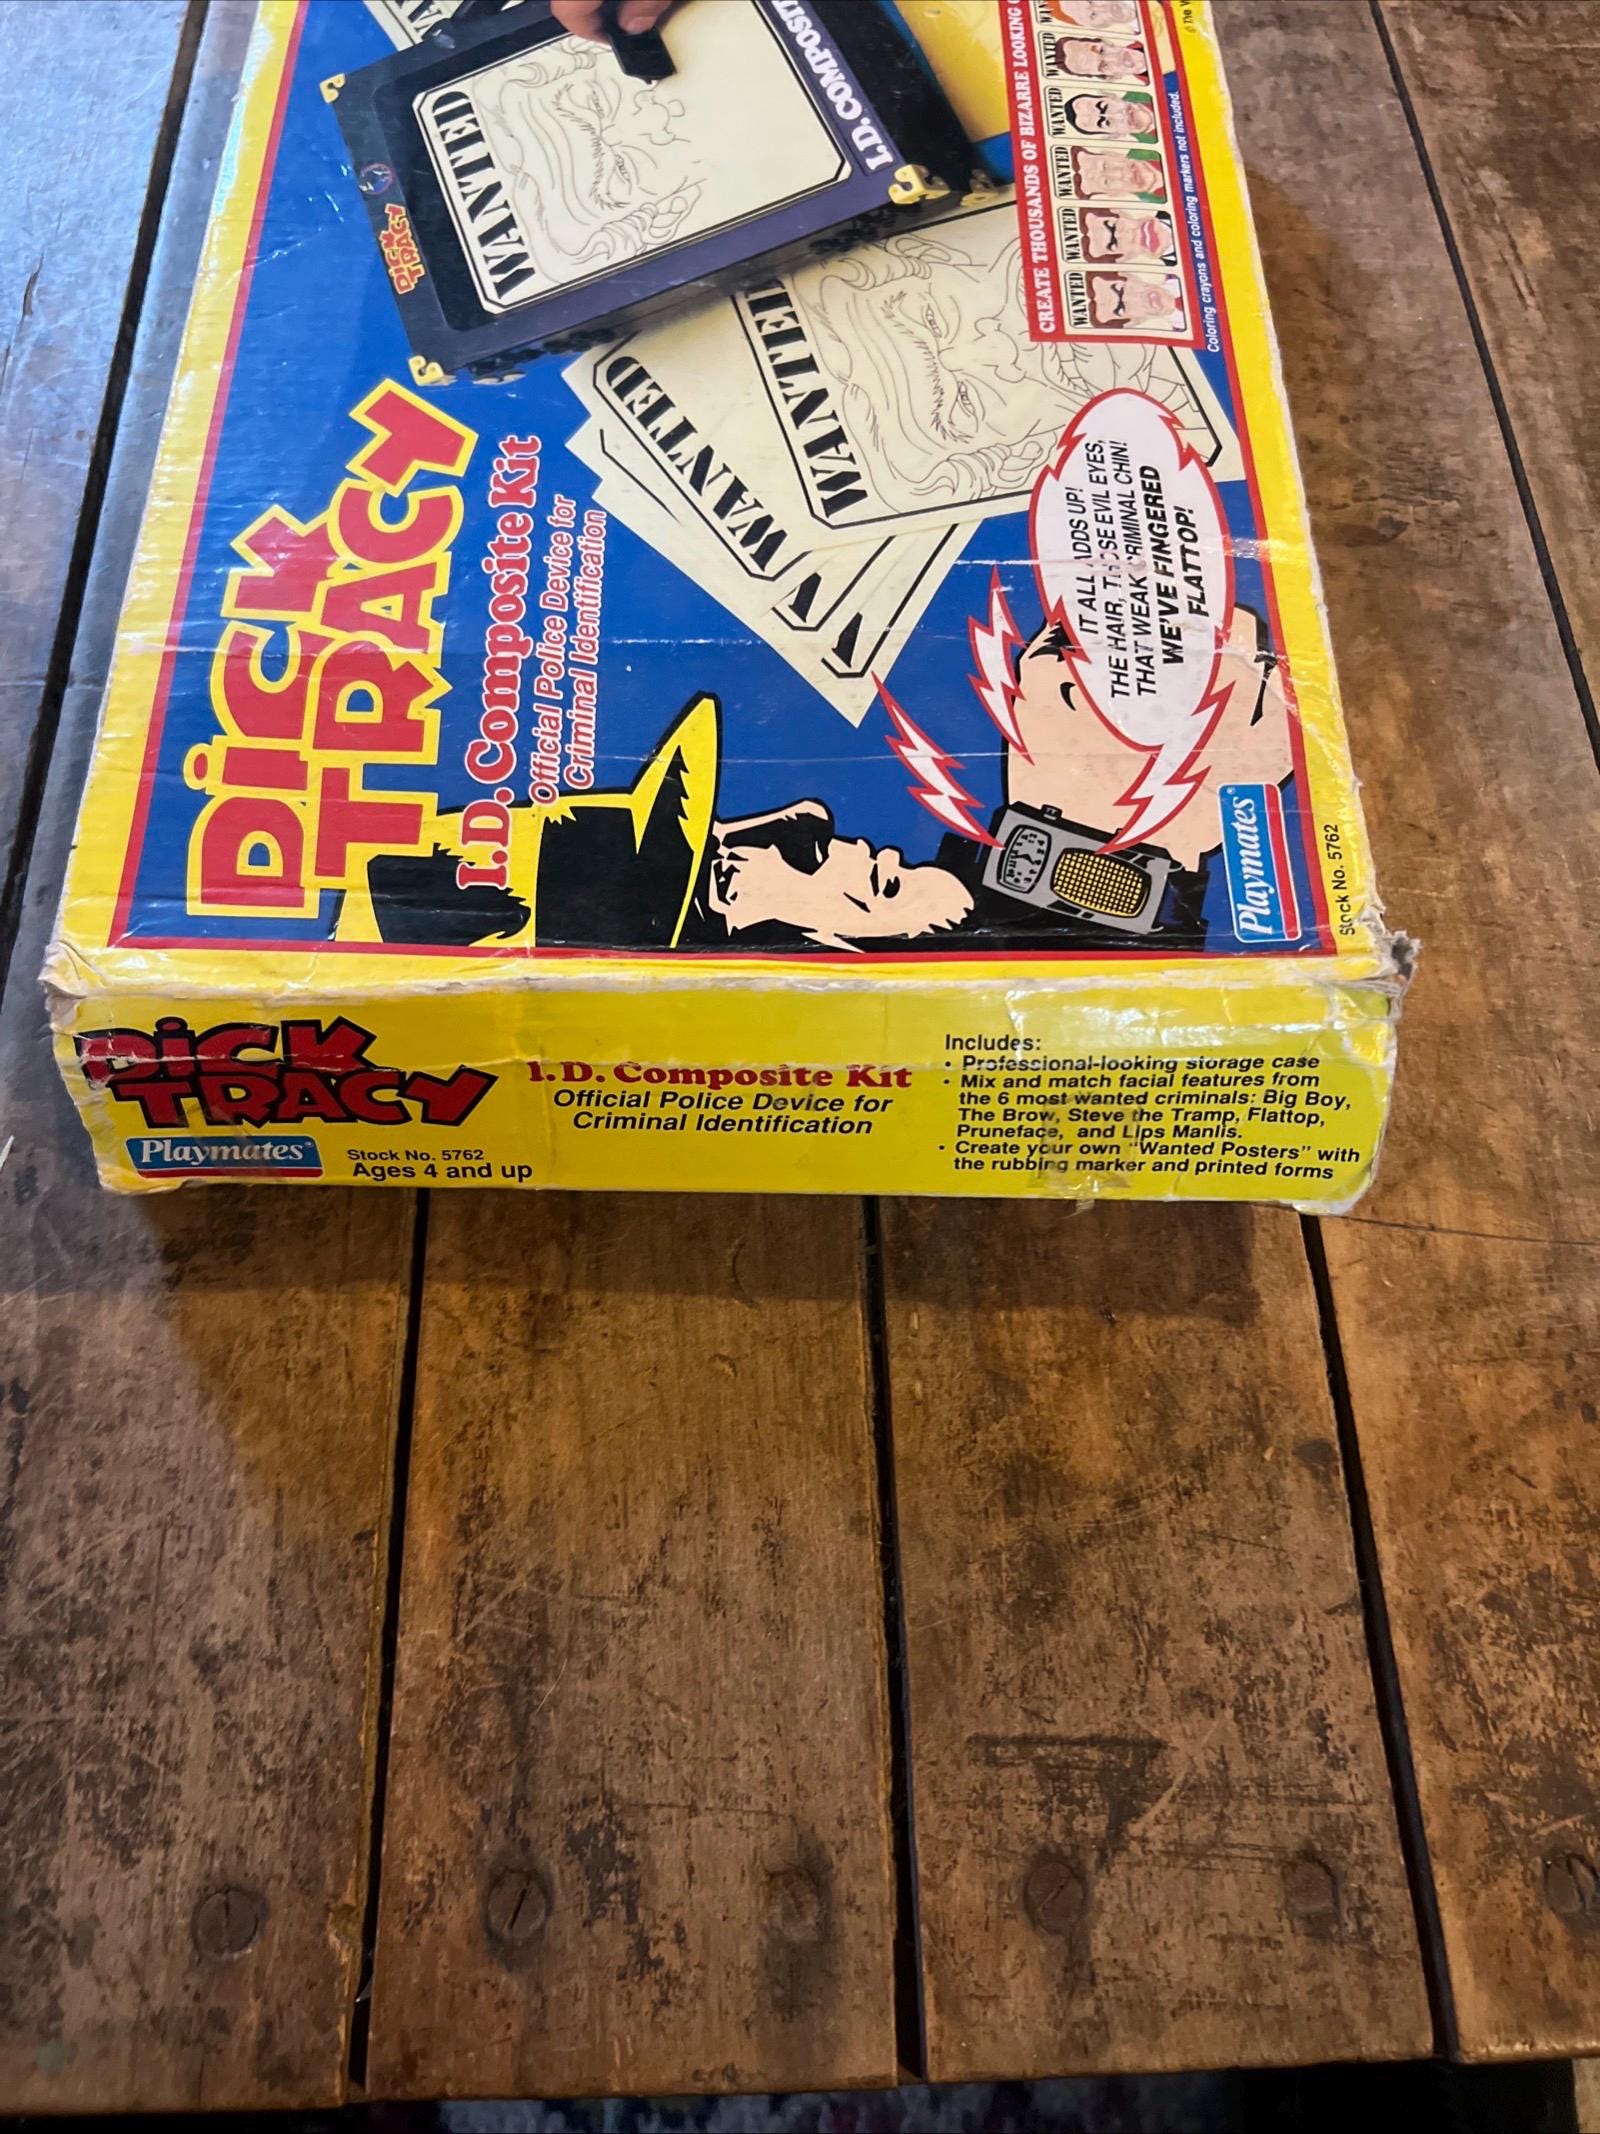 DICK
TRACY
I.D. Composite Kit
Official Police Device for
Criminal Identification
WANTED
DICK
TRACY
I.D. COMPOSIT
WANTED
WANTED
CREATE THOUSANDS OF BIZARRE LOOKING
WANTED
WANTED
WANTED
WANTED
WANTED
Coloring crayons and coloring markers not included.
IT ALL ADDS UP!
THE HAIR, THOSE EVIL EYES,
THAT WEAK CRIMINAL CHIN!
WE'VE FINGERED
FLATTOP!
Playmates®
Stock No. 5762
DICK
TRACY
Playmates®
Stock No. 5762
Ages 4 and up
I.D. Composite Kit
Official Police Device for
Criminal Identification
Includes:
• Professional-looking storage case
• Mix and match facial features from
the 6 most wanted criminals: Big Boy,
The Brow, Steve the Tramp, Flattop,
Pruneface, and Lips Manlis.
• Create your own "Wanted Posters" with
the rubbing marker and printed forms